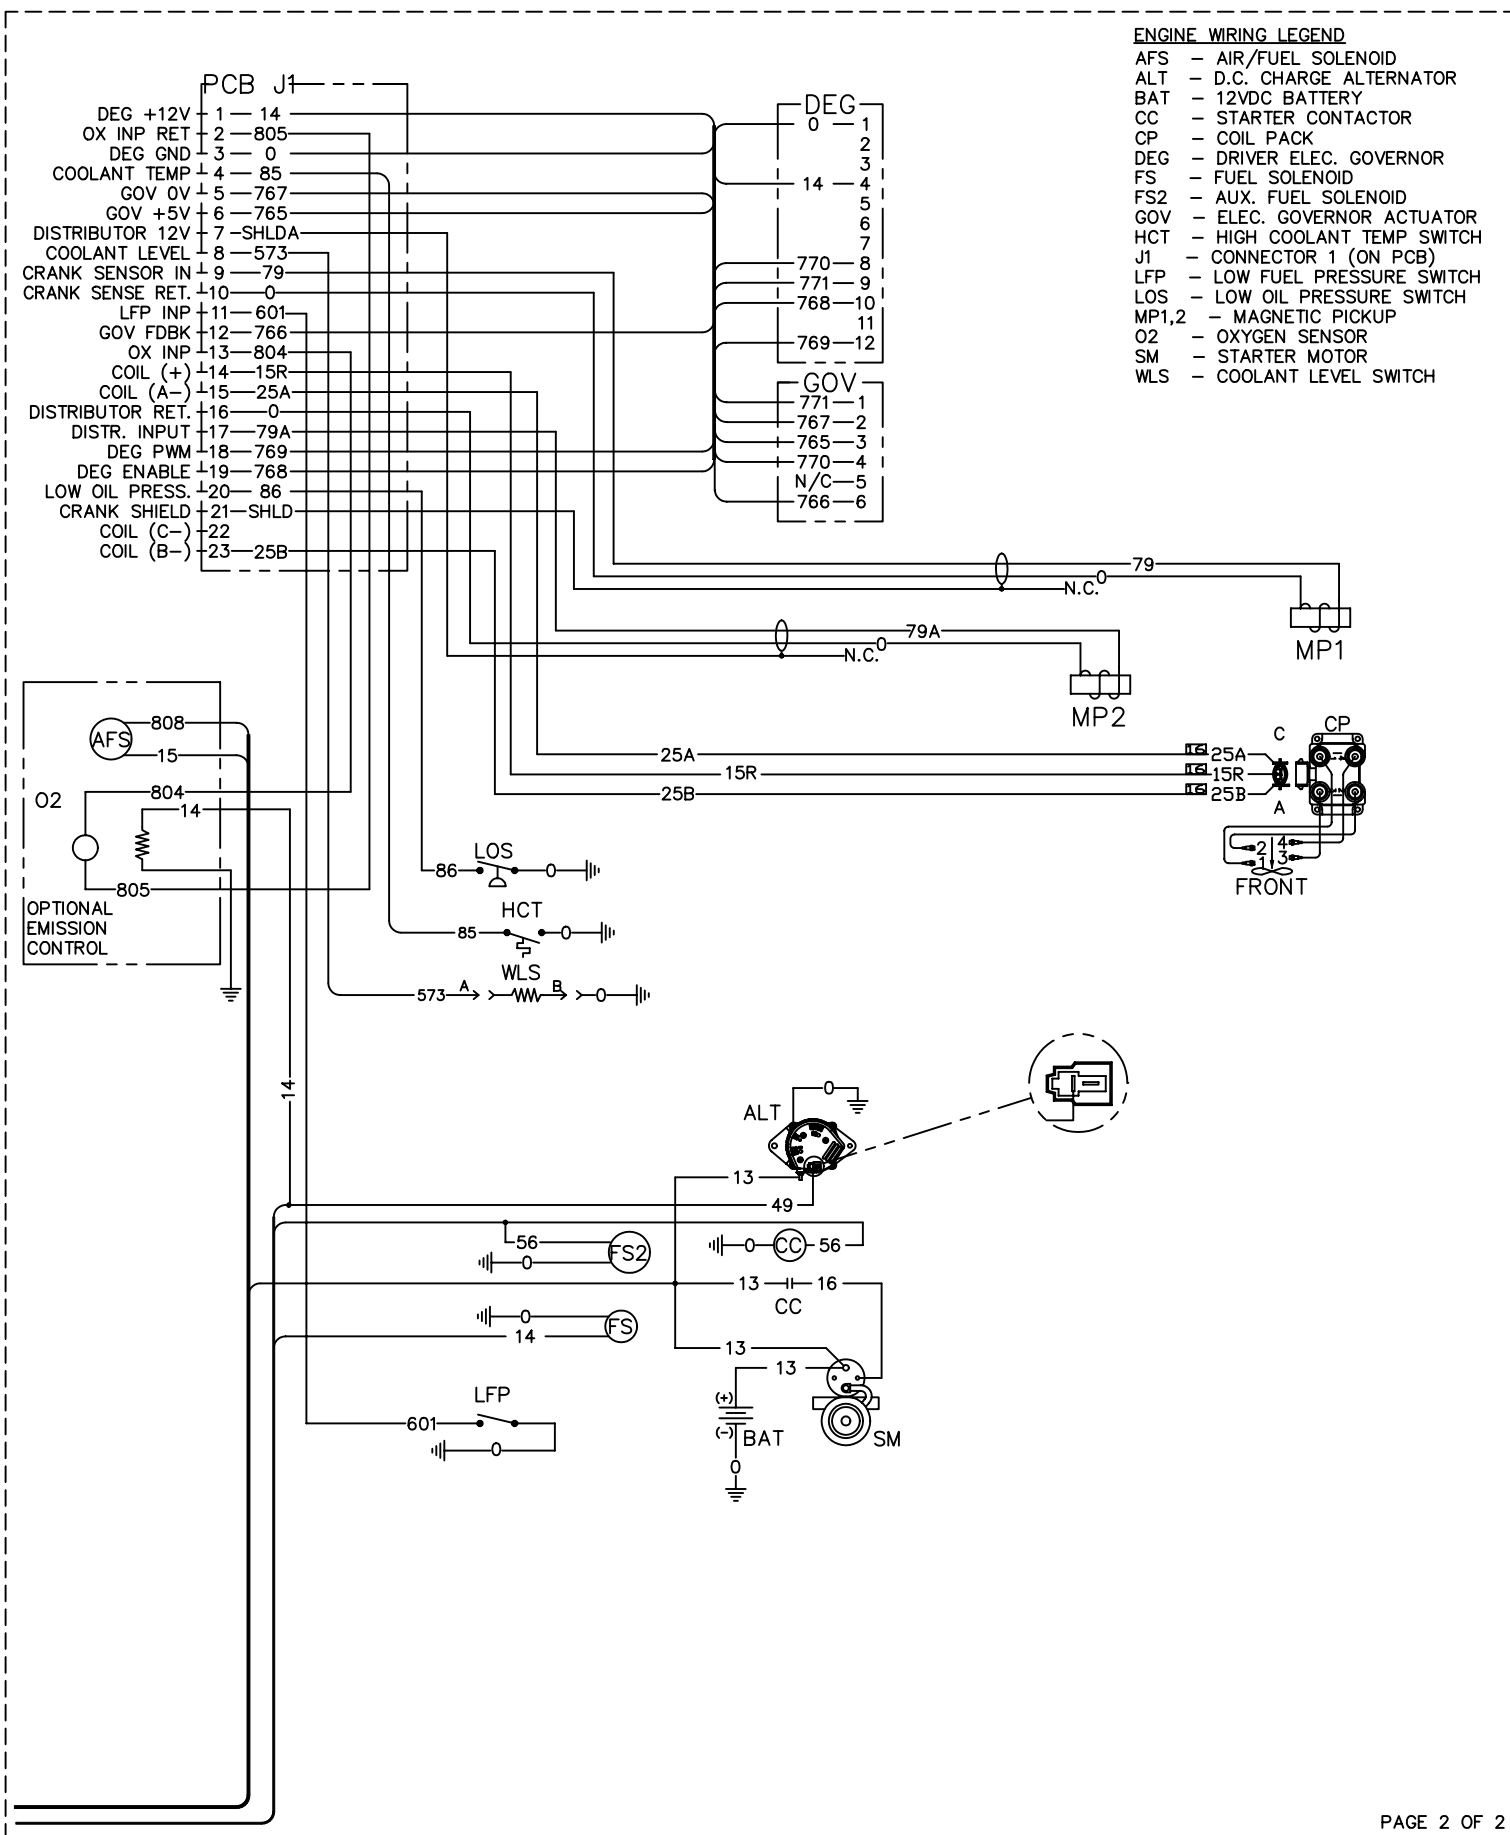 ENGINE WIRING LEGEND
AFS – AIR/FUEL SOLENOID
ALT – D.C. CHARGE ALTERNATOR
BAT – 12VDC BATTERY
CC – STARTER CONTACTOR
CP – COIL PACK
DEG – DRIVER ELEC. GOVERNOR
FS – FUEL SOLENOID
FS2 – AUX. FUEL SOLENOID
GOV – ELEC. GOVERNOR ACTUATOR
HCT – HIGH COOLANT TEMP SWITCH
J1 – CONNECTOR 1 (ON PCB)
LFP – LOW FUEL PRESSURE SWITCH
LOS – LOW OIL PRESSURE SWITCH
MP1,2 – MAGNETIC PICKUP
O2 – OXYGEN SENSOR
SM – STARTER MOTOR
WLS – COOLANT LEVEL SWITCH
PCB J1
DEG +12V 1 14
OX INP RET 2 805
DEG GND 3 0
COOLANT TEMP 4 85
GOV 0V 5 767
GOV +5V 6 765
DISTRIBUTOR 12V 7 SHLDA
COOLANT LEVEL 8 573
CRANK SENSOR IN 9 79
CRANK SENSE RET. 10 0
LFP INP 11 601
GOV FDBK 12 766
OX INP 13 804
COIL (+) 14 15R
COIL (A–) 15 25A
DISTRIBUTOR RET. 16 0
DISTR. INPUT 17 79A
DEG PWM 18 769
DEG ENABLE 19 768
LOW OIL PRESS. 20 86
CRANK SHIELD 21 SHLD
COIL (C–) 22
COIL (B–) 23 25B
DEG
0 1
2
3
14 4
5
6
7
770 8
771 9
768 10
11
769 12
GOV
771 1
767 2
765 3
770 4
N/C 5
766 6
79
0
N.C.
MP1
79A
0
N.C.
MP2
AFS
808
15
O2
804
14
805
OPTIONAL
EMISSION
CONTROL
C
CP
25A 16 25A
15R 16 15R
25B 16 25B
A
2 4
1 3
FRONT
LOS
86 0
HCT
85 0
WLS
573 A B 0
14
0
ALT
13
49
56 FS2
0
0 CC 56
13 16
CC
0 FS
14
13
13
(+)
(–)
BAT
0
SM
LFP
601
0
PAGE 2 OF 2